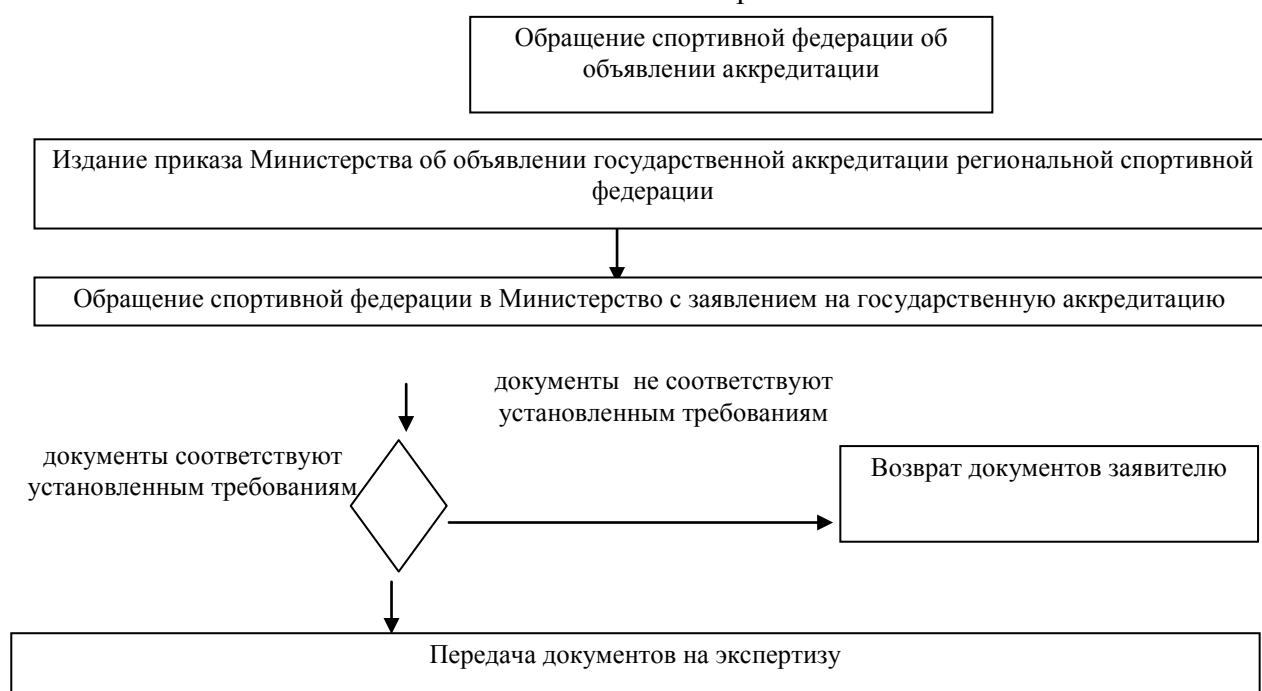 Обращение спортивной федерации об
объявлении аккредитации
Издание приказа Министерства об объявлении государственной аккредитации региональной спортивной
федерации
Обращение спортивной федерации в Министерство с заявлением на государственную аккредитацию
документы не соответствуют
установленным требованиям
документы соответствуют
установленным требованиям
Возврат документов заявителю
Передача документов на экспертизу